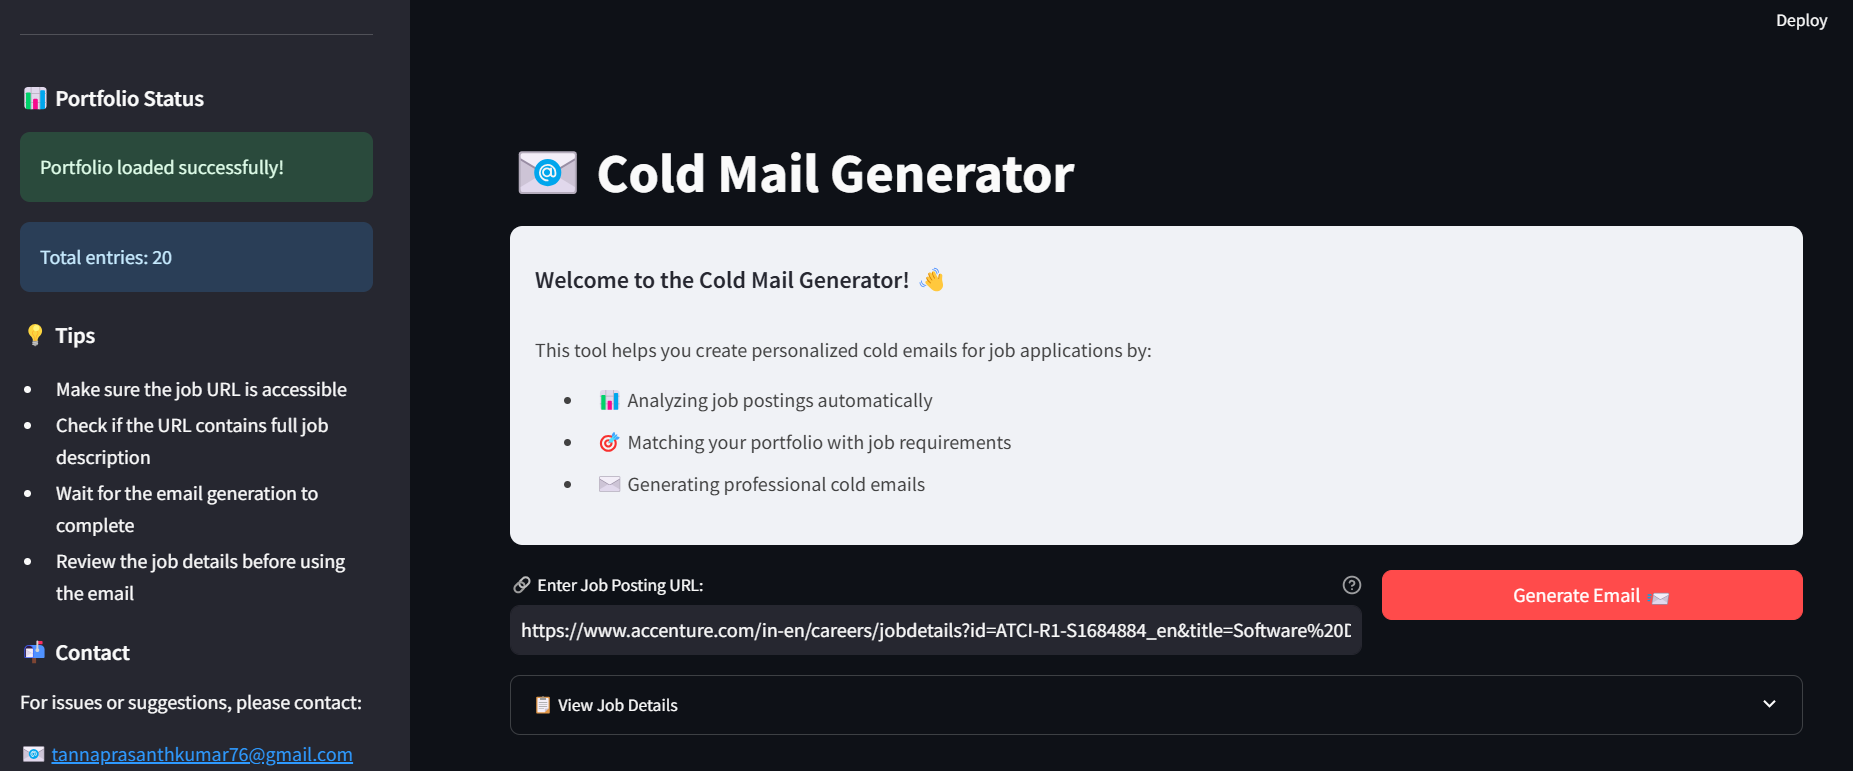 Deploy
Portfolio Status
Portfolio loaded successfully!
Total entries: 20
Tips
Make sure the job URL is accessible
Check if the URL contains full job
description
Wait for the email generation to
complete
Review the job details before using
the email
Contact
For issues or suggestions, please contact:
tannaprasanthkumar76@gmail.com
Cold Mail Generator
Welcome to the Cold Mail Generator!
This tool helps you create personalized cold emails for job applications by:
Analyzing job postings automatically
Matching your portfolio with job requirements
Generating professional cold emails
Enter Job Posting URL:
https://www.accenture.com/in-en/careers/jobdetails?id=ATCI-R1-S1684884_en&title=Software%20D
Generate Email
View Job Details